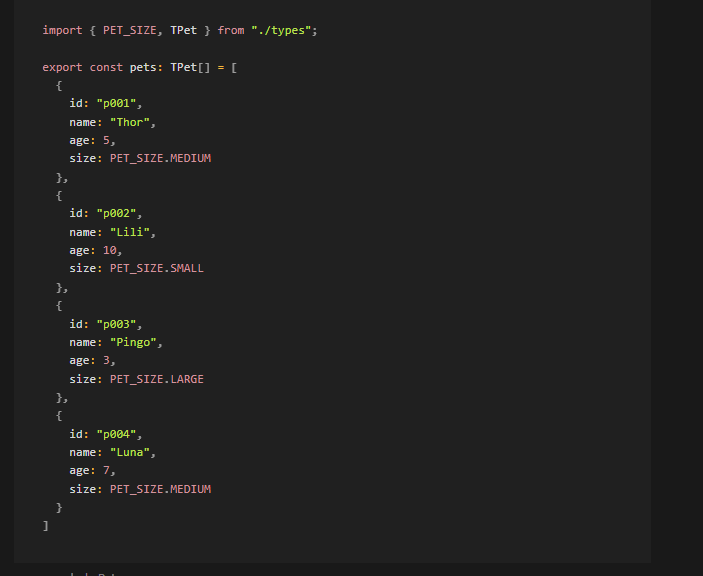 import { PET_SIZE, TPet } from "./types";
export const pets: TPet[] = [
{
id: "p001",
name: "Thor",
age: 5,
size: PET_SIZE.MEDIUM
},
{
id: "p002",
name: "Lili",
age: 10,
size: PET_SIZE.SMALL
},
{
id: "p003",
name: "Pingo",
age: 3,
size: PET_SIZE.LARGE
},
{
id: "p004",
name: "Luna",
age: 7,
size: PET_SIZE.MEDIUM
}
]